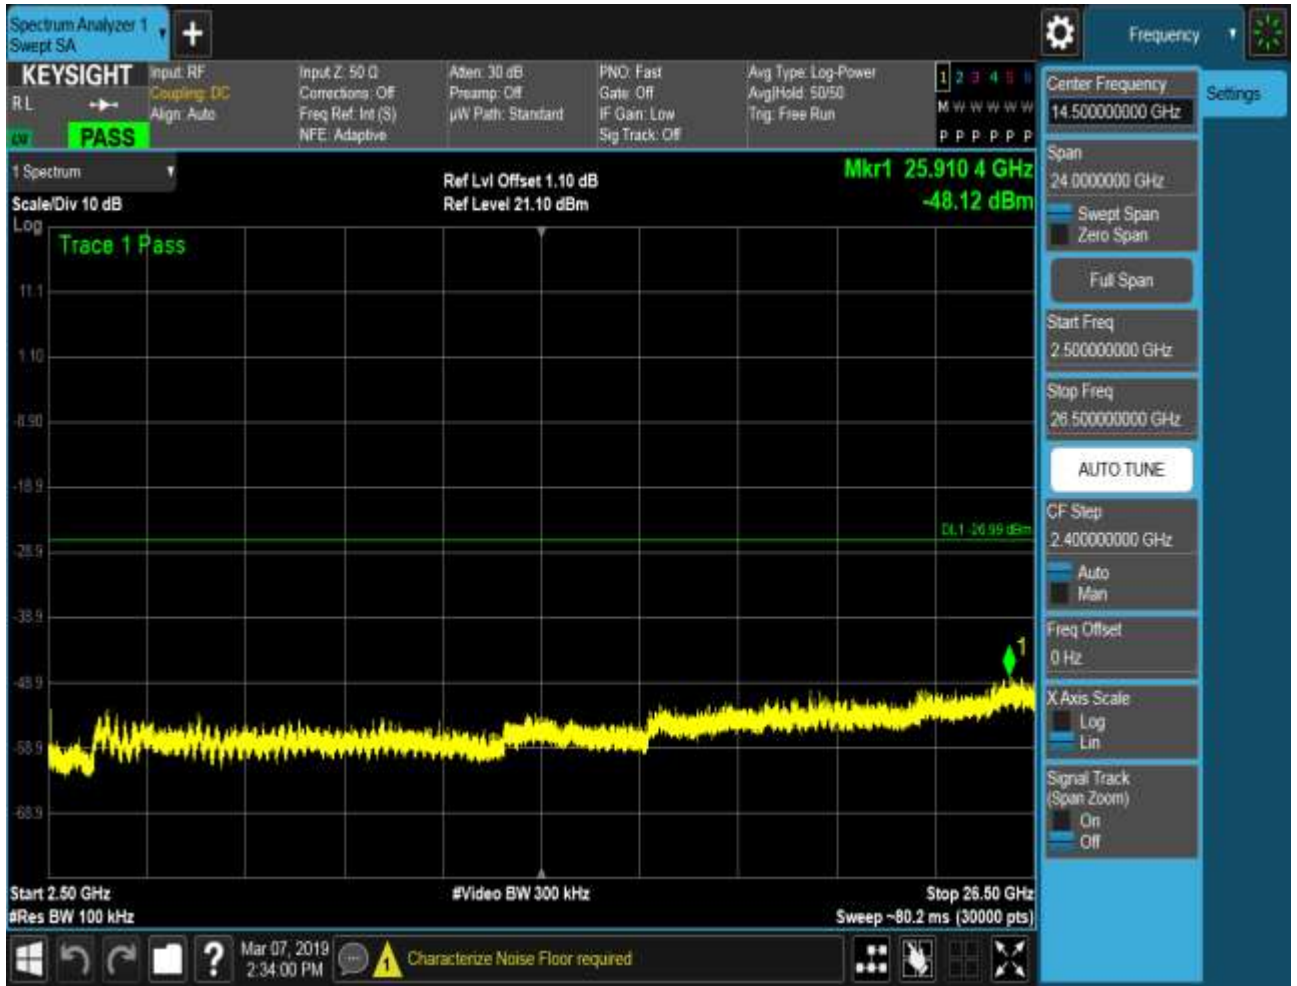 Spectrum Analyzer 1
Swept SA
Frequency
KEYSIGHT
R L
PASS
Input: RF
Coupling: DC
Align: Auto
Input Z: 50 Ω
Corrections: Off
Freq Ref: Int (S)
NFE: Adaptive
Atten: 30 dB
Preamp: Off
µW Path: Standard
PNO: Fast
Gate: Off
IF Gain: Low
Sig Track: Off
Avg Type: Log-Power
Avg|Hold: 50/50
Trig: Free Run
1 2 3 4 5 6
M W W W W W
P P P P P P
1 Spectrum
Scale/Div 10 dB
Ref Lvl Offset 1.10 dB
Ref Level 21.10 dBm
Mkr1 25.910 4 GHz
-48.12 dBm
Log
Trace 1 Pass
11.1
1.10
-8.90
-18.9
-28.9
-38.9
-48.9
-58.9
-68.9
DL1 -26.99 dBm
1
Start 2.50 GHz
#Res BW 100 kHz
#Video BW 300 kHz
Stop 26.50 GHz
Sweep ~80.2 ms (30000 pts)
Center Frequency
14.500000000 GHz
Settings
Span
24.0000000 GHz
Swept Span
Zero Span
Full Span
Start Freq
2.500000000 GHz
Stop Freq
26.500000000 GHz
AUTO TUNE
CF Step
2.400000000 GHz
Auto
Man
Freq Offset
0 Hz
X Axis Scale
Log
Lin
Signal Track
(Span Zoom)
On
Off
?
Mar 07, 2019
2:34:00 PM
1
Characterize Noise Floor required